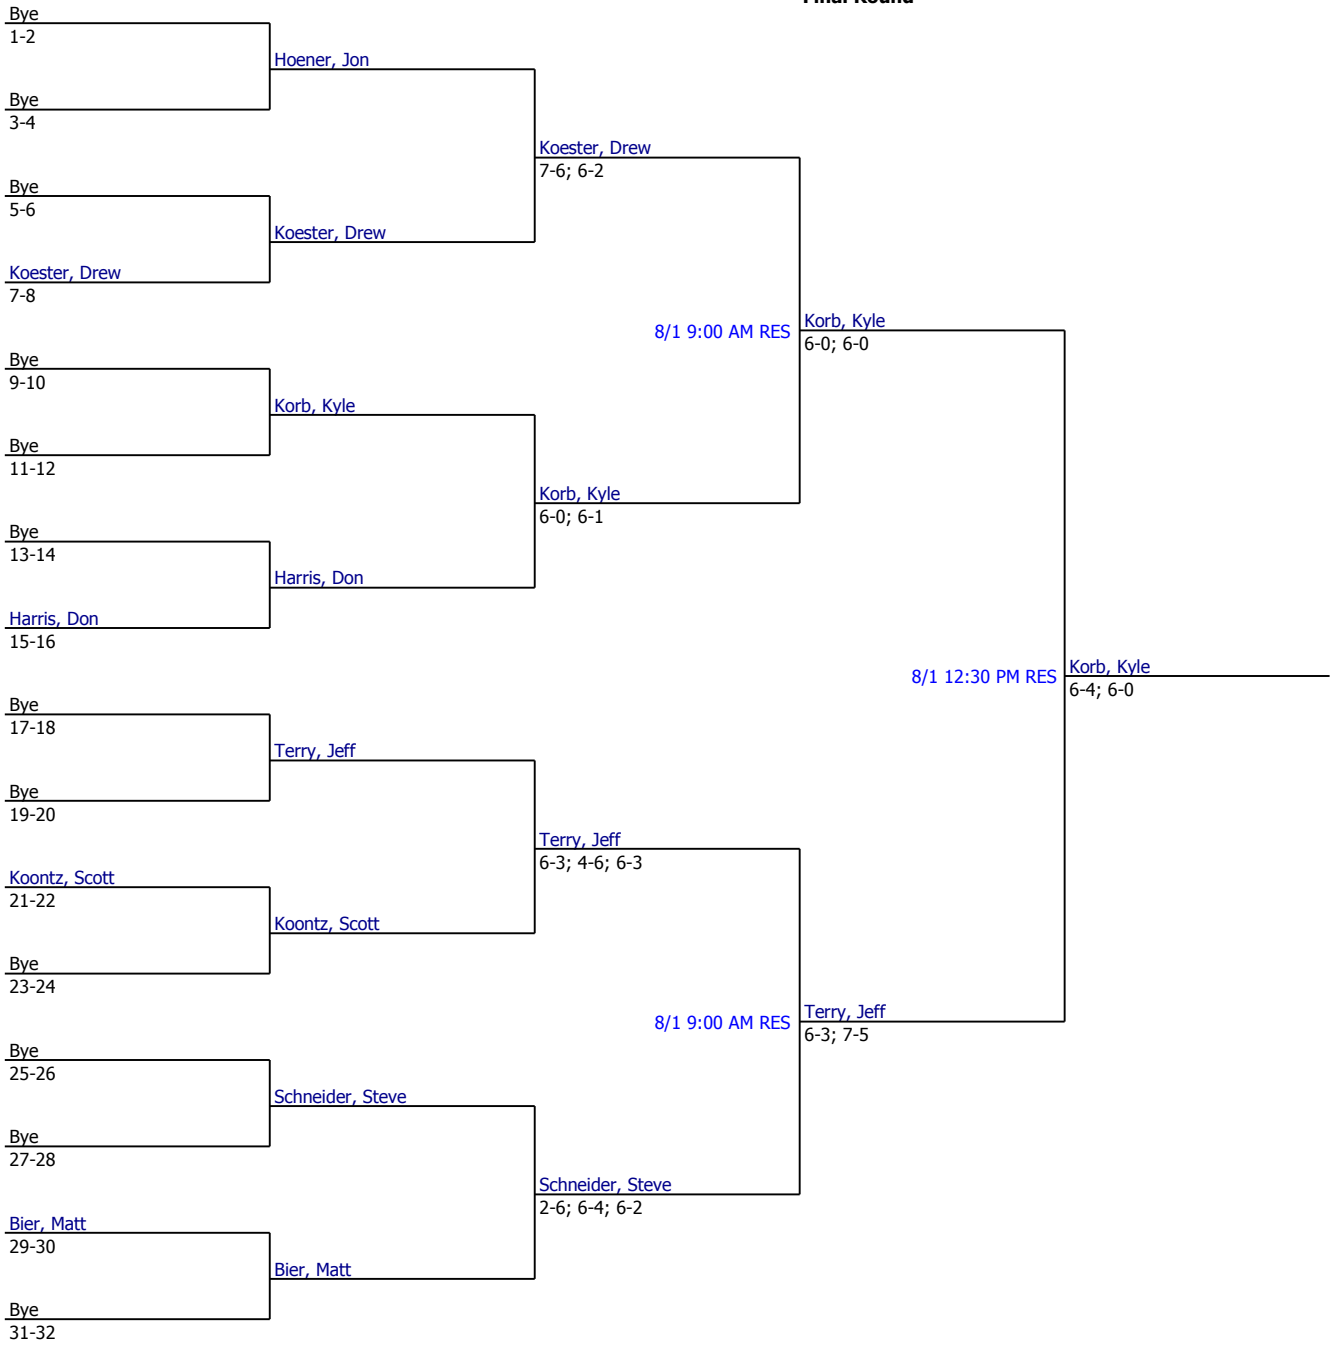 Final Round
Bye
1-2
Hoener, Jon
Bye
3-4
Koester, Drew
7-6; 6-2
Bye
5-6
Koester, Drew
Koester, Drew
7-8
8/1 9:00 AM RES
Korb, Kyle
6-0; 6-0
Bye
9-10
Korb, Kyle
Bye
11-12
Korb, Kyle
6-0; 6-1
Bye
13-14
Harris, Don
Harris, Don
15-16
8/1 12:30 PM RES
Korb, Kyle
6-4; 6-0
Bye
17-18
Terry, Jeff
Bye
19-20
Terry, Jeff
6-3; 4-6; 6-3
Koontz, Scott
21-22
Koontz, Scott
Bye
23-24
8/1 9:00 AM RES
Terry, Jeff
6-3; 7-5
Bye
25-26
Schneider, Steve
Bye
27-28
Schneider, Steve
2-6; 6-4; 6-2
Bier, Matt
29-30
Bier, Matt
Bye
31-32